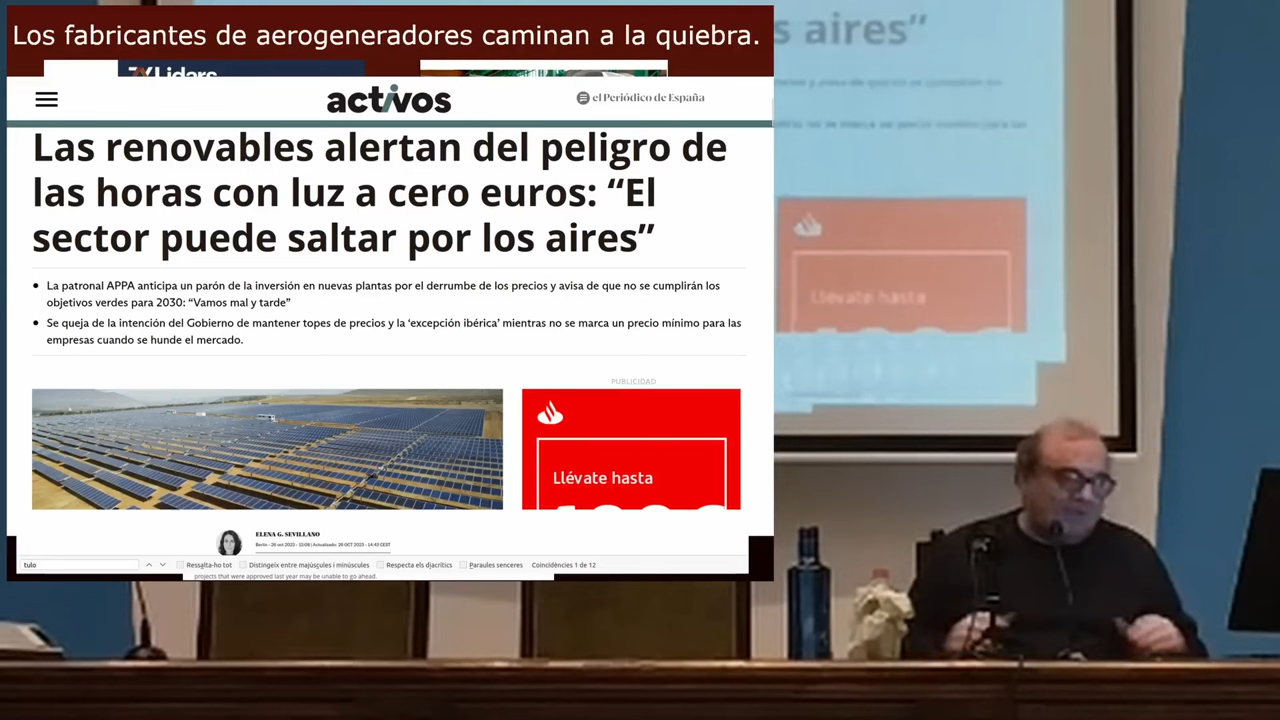 Los fabricantes de aerogeneradores caminan a la quiebra.
ZX Lidars
activos
el Periódico de España
Las renovables alertan del peligro de
las horas con luz a cero euros: “El
sector puede saltar por los aires”
La patronal APPA anticipa un parón de la inversión en nuevas plantas por el derrumbe de los precios y avisa de que no se cumplirán los
objetivos verdes para 2030: “Vamos mal y tarde”
Se queja de la intención del Gobierno de mantener topes de precios y la ‘excepción ibérica’ mientras no se marca un precio mínimo para las
empresas cuando se hunde el mercado.
PUBLICIDAD
Llévate hasta
ELENA G. SEVILLANO
Berlín - 26 oct 2023 - 12:08 | Actualizado: 26 OCT 2023 - 14:43 CEST
tulo
Ressalta-ho tot
Distingeix entre majúscules i minúscules
Respecta els diacrítics
Paraules senceres
Coincidències 1 de 12
projects that were approved last year may be unable to go ahead.
s aires”
Llévate hasta